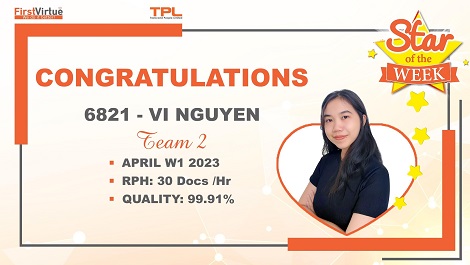 FirstVirtue
TPL
Star
of the
WEEK
CONGRATULATIONS
6821 - VI NGUYEN
Team 2
APRIL W1 2023
RPH: 30 Docs /Hr
QUALITY: 99.91%